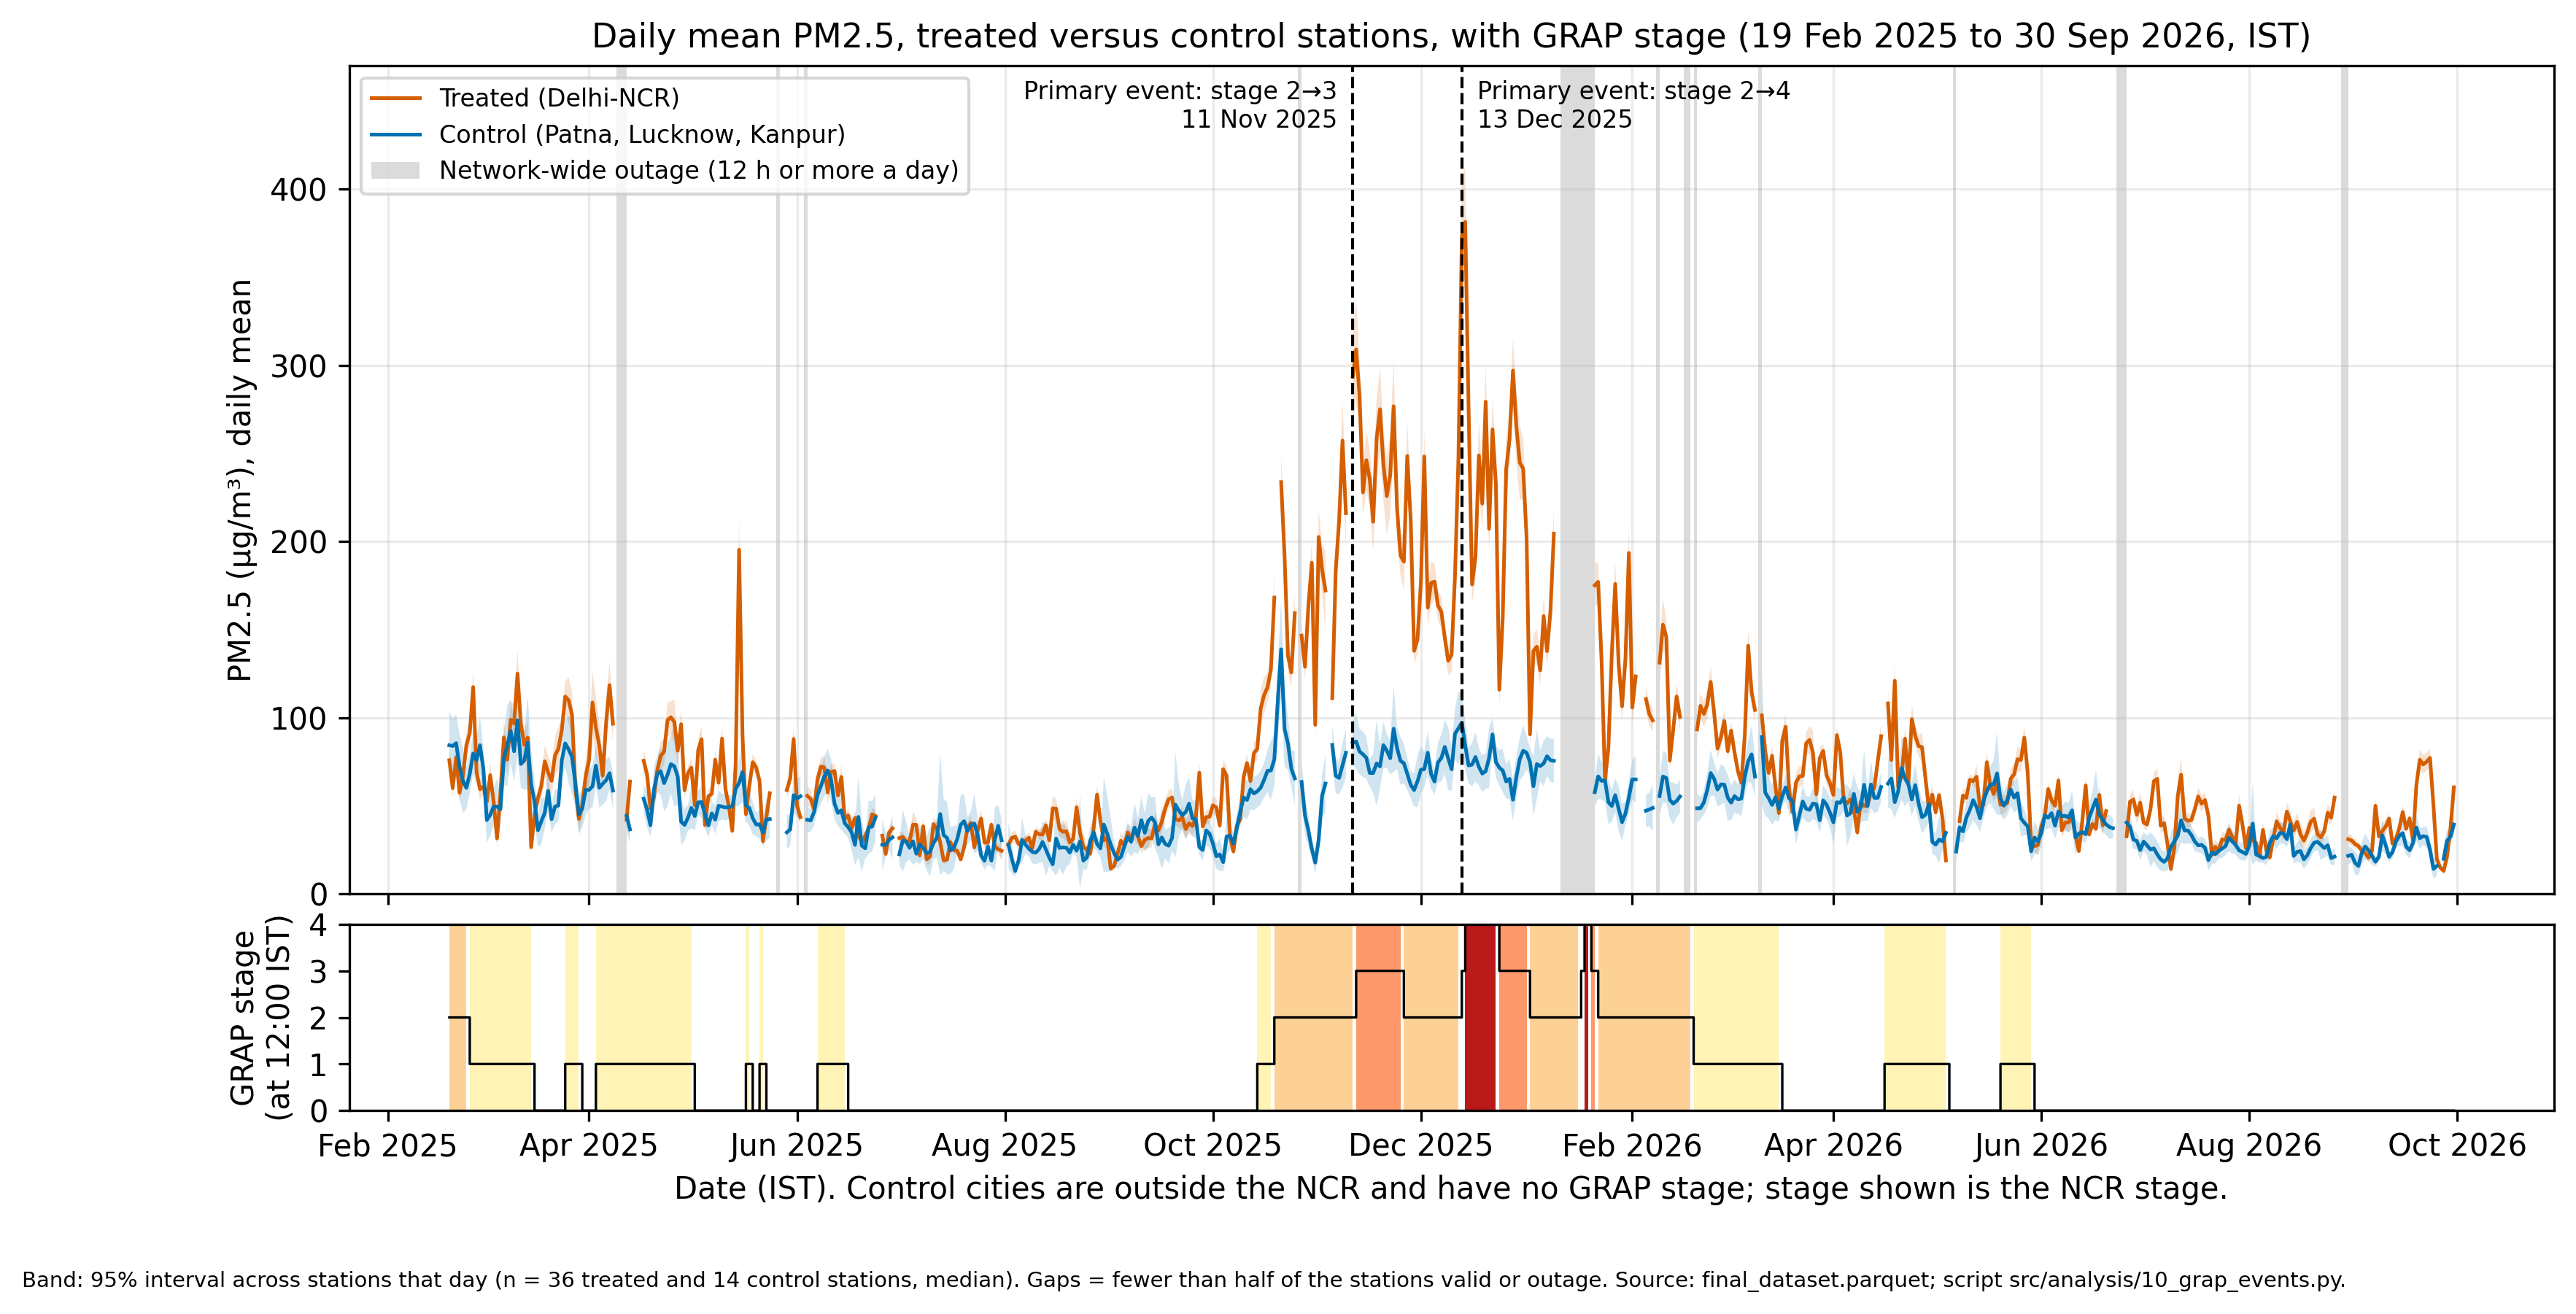 Daily mean PM2.5, treated versus control stations, with GRAP stage (19 Feb 2025 to 30 Sep 2026, IST)
Treated (Delhi-NCR)
Control (Patna, Lucknow, Kanpur)
Network-wide outage (12 h or more a day)
Primary event: stage 2→3
11 Nov 2025
Primary event: stage 2→4
13 Dec 2025
PM2.5 (µg/m³), daily mean
400
300
200
100
0
GRAP stage
(at 12:00 IST)
4
3
2
1
0
Feb 2025 Apr 2025 Jun 2025 Aug 2025 Oct 2025 Dec 2025 Feb 2026 Apr 2026 Jun 2026 Aug 2026 Oct 2026
Date (IST). Control cities are outside the NCR and have no GRAP stage; stage shown is the NCR stage.
Band: 95% interval across stations that day (n = 36 treated and 14 control stations, median). Gaps = fewer than half of the stations valid or outage. Source: final_dataset.parquet; script src/analysis/10_grap_events.py.